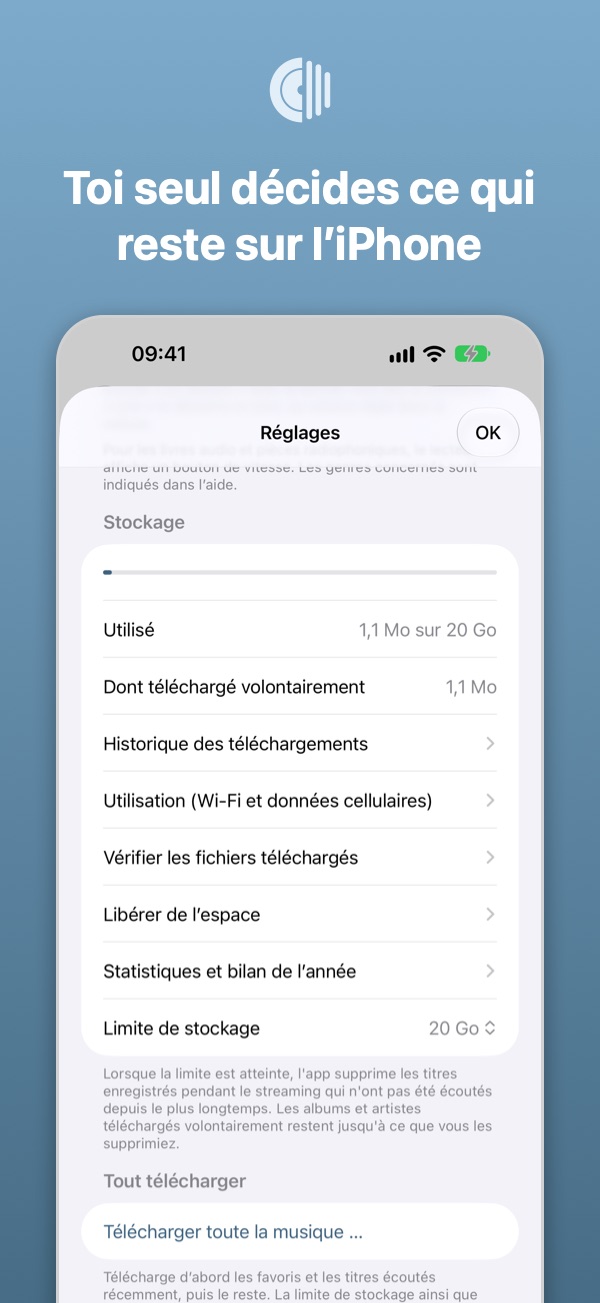 Toi seul décides ce qui
reste sur l’iPhone
09:41
Réglages
OK
affiche un bouton de vitesse. Les genres concernés sont
indiqués dans l’aide.
Stockage
Utilisé
1,1 Mo sur 20 Go
Dont téléchargé volontairement
1,1 Mo
Historique des téléchargements
Utilisation (Wi-Fi et données cellulaires)
Vérifier les fichiers téléchargés
Libérer de l’espace
Statistiques et bilan de l’année
Limite de stockage
20 Go
Lorsque la limite est atteinte, l'app supprime les titres
enregistrés pendant le streaming qui n'ont pas été écoutés
depuis le plus longtemps. Les albums et artistes
téléchargés volontairement restent jusqu'à ce que vous les
supprimiez.
Tout télécharger
Télécharger toute la musique ...
Télécharge d’abord les favoris et les titres écoutés
récemment, puis le reste. La limite de stockage ainsi que